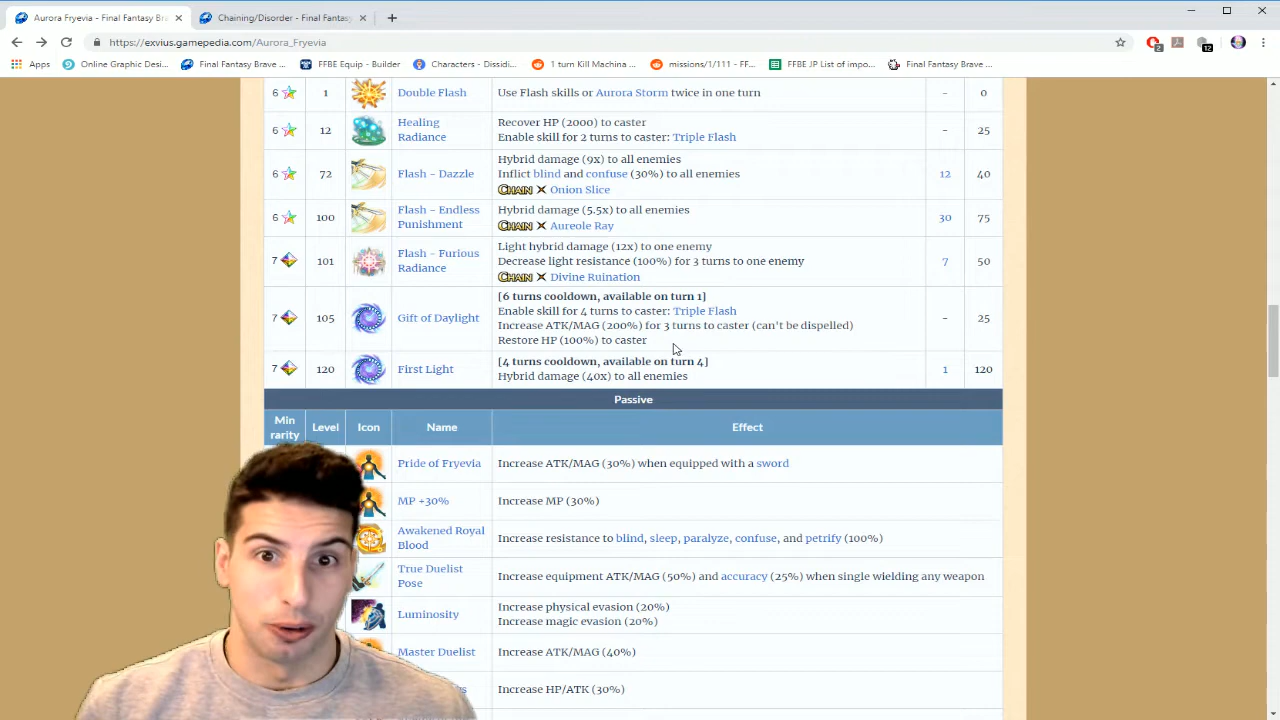 Aurora Fryevia - Final Fantasy Bra
Chaining/Disorder - Final Fantasy
https://exvius.gamepedia.com/Aurora_Fryevia
2
12
Apps
Online Graphic Desi...
Final Fantasy Brav...
FFBE Equip - Builder
Characters - Dissidi...
1 turn Kill Machina ...
missions/1/111 - FF...
FFBE JP List of impo...
Final Fantasy Brave ...
6 1 Double Flash Use Flash skills or Aurora Storm twice in one turn - 0
6 12 Healing Radiance Recover HP (2000) to caster
Enable skill for 2 turns to caster: Triple Flash - 25
6 72 Flash - Dazzle Hybrid damage (9x) to all enemies
Inflict blind and confuse (30%) to all enemies
CHAIN × Onion Slice 12 40
6 100 Flash - Endless Punishment Hybrid damage (5.5x) to all enemies
CHAIN × Aureole Ray 30 75
7 101 Flash - Furious Radiance Light hybrid damage (12x) to one enemy
Decrease light resistance (100%) for 3 turns to one enemy
CHAIN × Divine Ruination 7 50
7 105 Gift of Daylight [6 turns cooldown, available on turn 1]
Enable skill for 4 turns to caster: Triple Flash
Increase ATK/MAG (200%) for 3 turns to caster (can't be dispelled)
Restore HP (100%) to caster - 25
7 120 First Light [4 turns cooldown, available on turn 4]
Hybrid damage (40x) to all enemies 1 120
Passive
Min rarity Level Icon Name Effect
Pride of Fryevia Increase ATK/MAG (30%) when equipped with a sword
MP +30% Increase MP (30%)
Awakened Royal Blood Increase resistance to blind, sleep, paralyze, confuse, and petrify (100%)
True Duelist Pose Increase equipment ATK/MAG (50%) and accuracy (25%) when single wielding any weapon
Luminosity Increase physical evasion (20%)
Increase magic evasion (20%)
Master Duelist Increase ATK/MAG (40%)
Increase HP/ATK (30%)